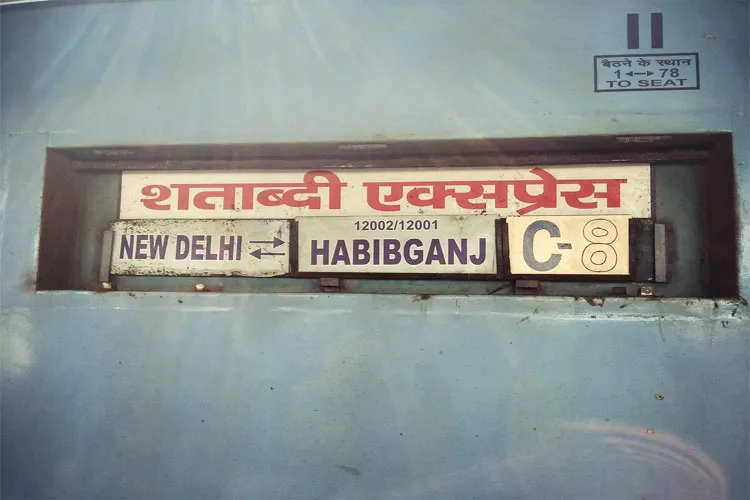 ॥
बैठने के स्थान
1 ↔ 78
TO SEAT
शताब्दी एक्सप्रेस
NEW DELHI ⇄
12002/12001
HABIBGANJ
C-8